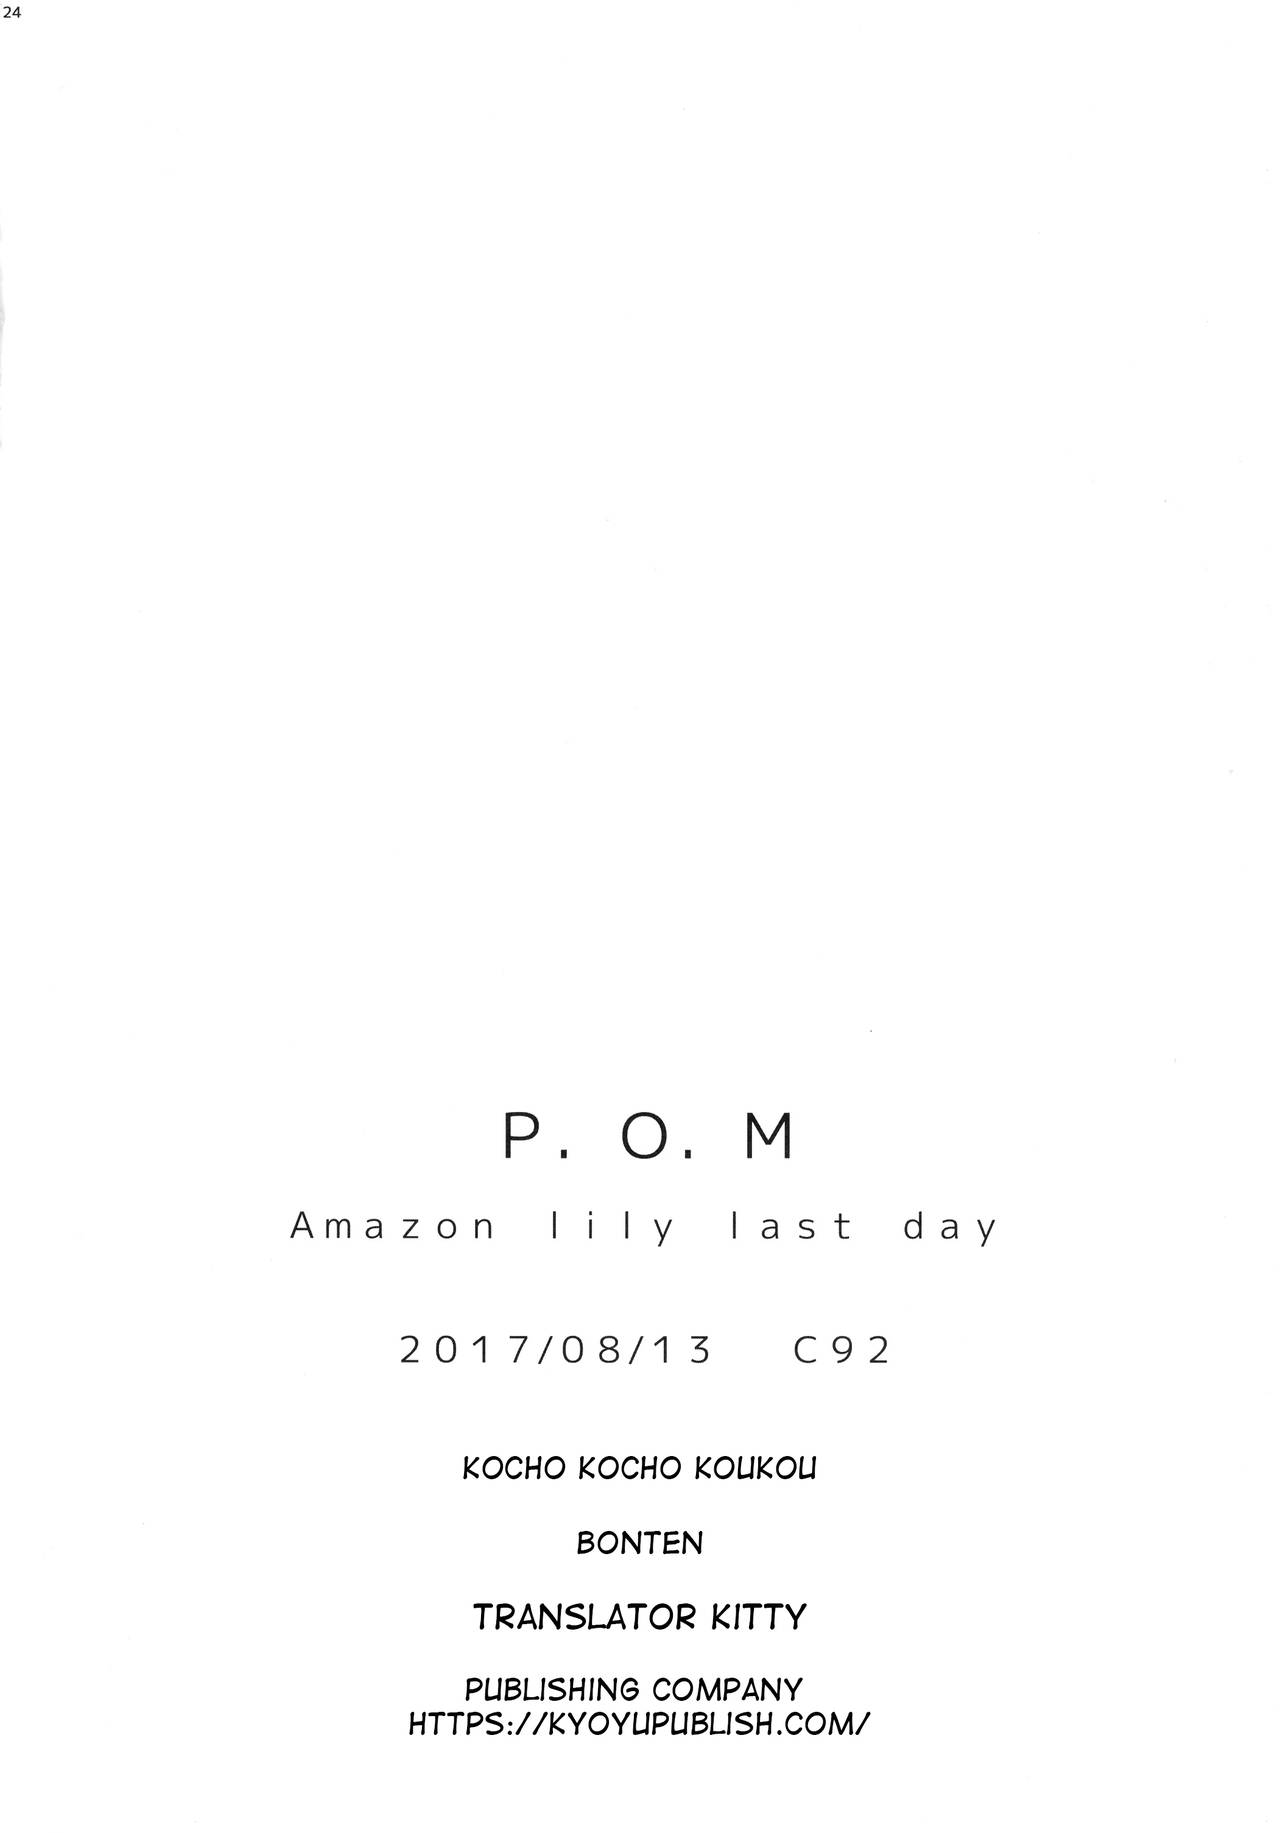 24
P. O. M
Amazon lily last day
2017/08/13 C92
KOCHO KOCHO KOUKOU
BONTEN
TRANSLATOR KITTY
PUBLISHING COMPANY
HTTPS://KYOYUPUBLISH.COM/